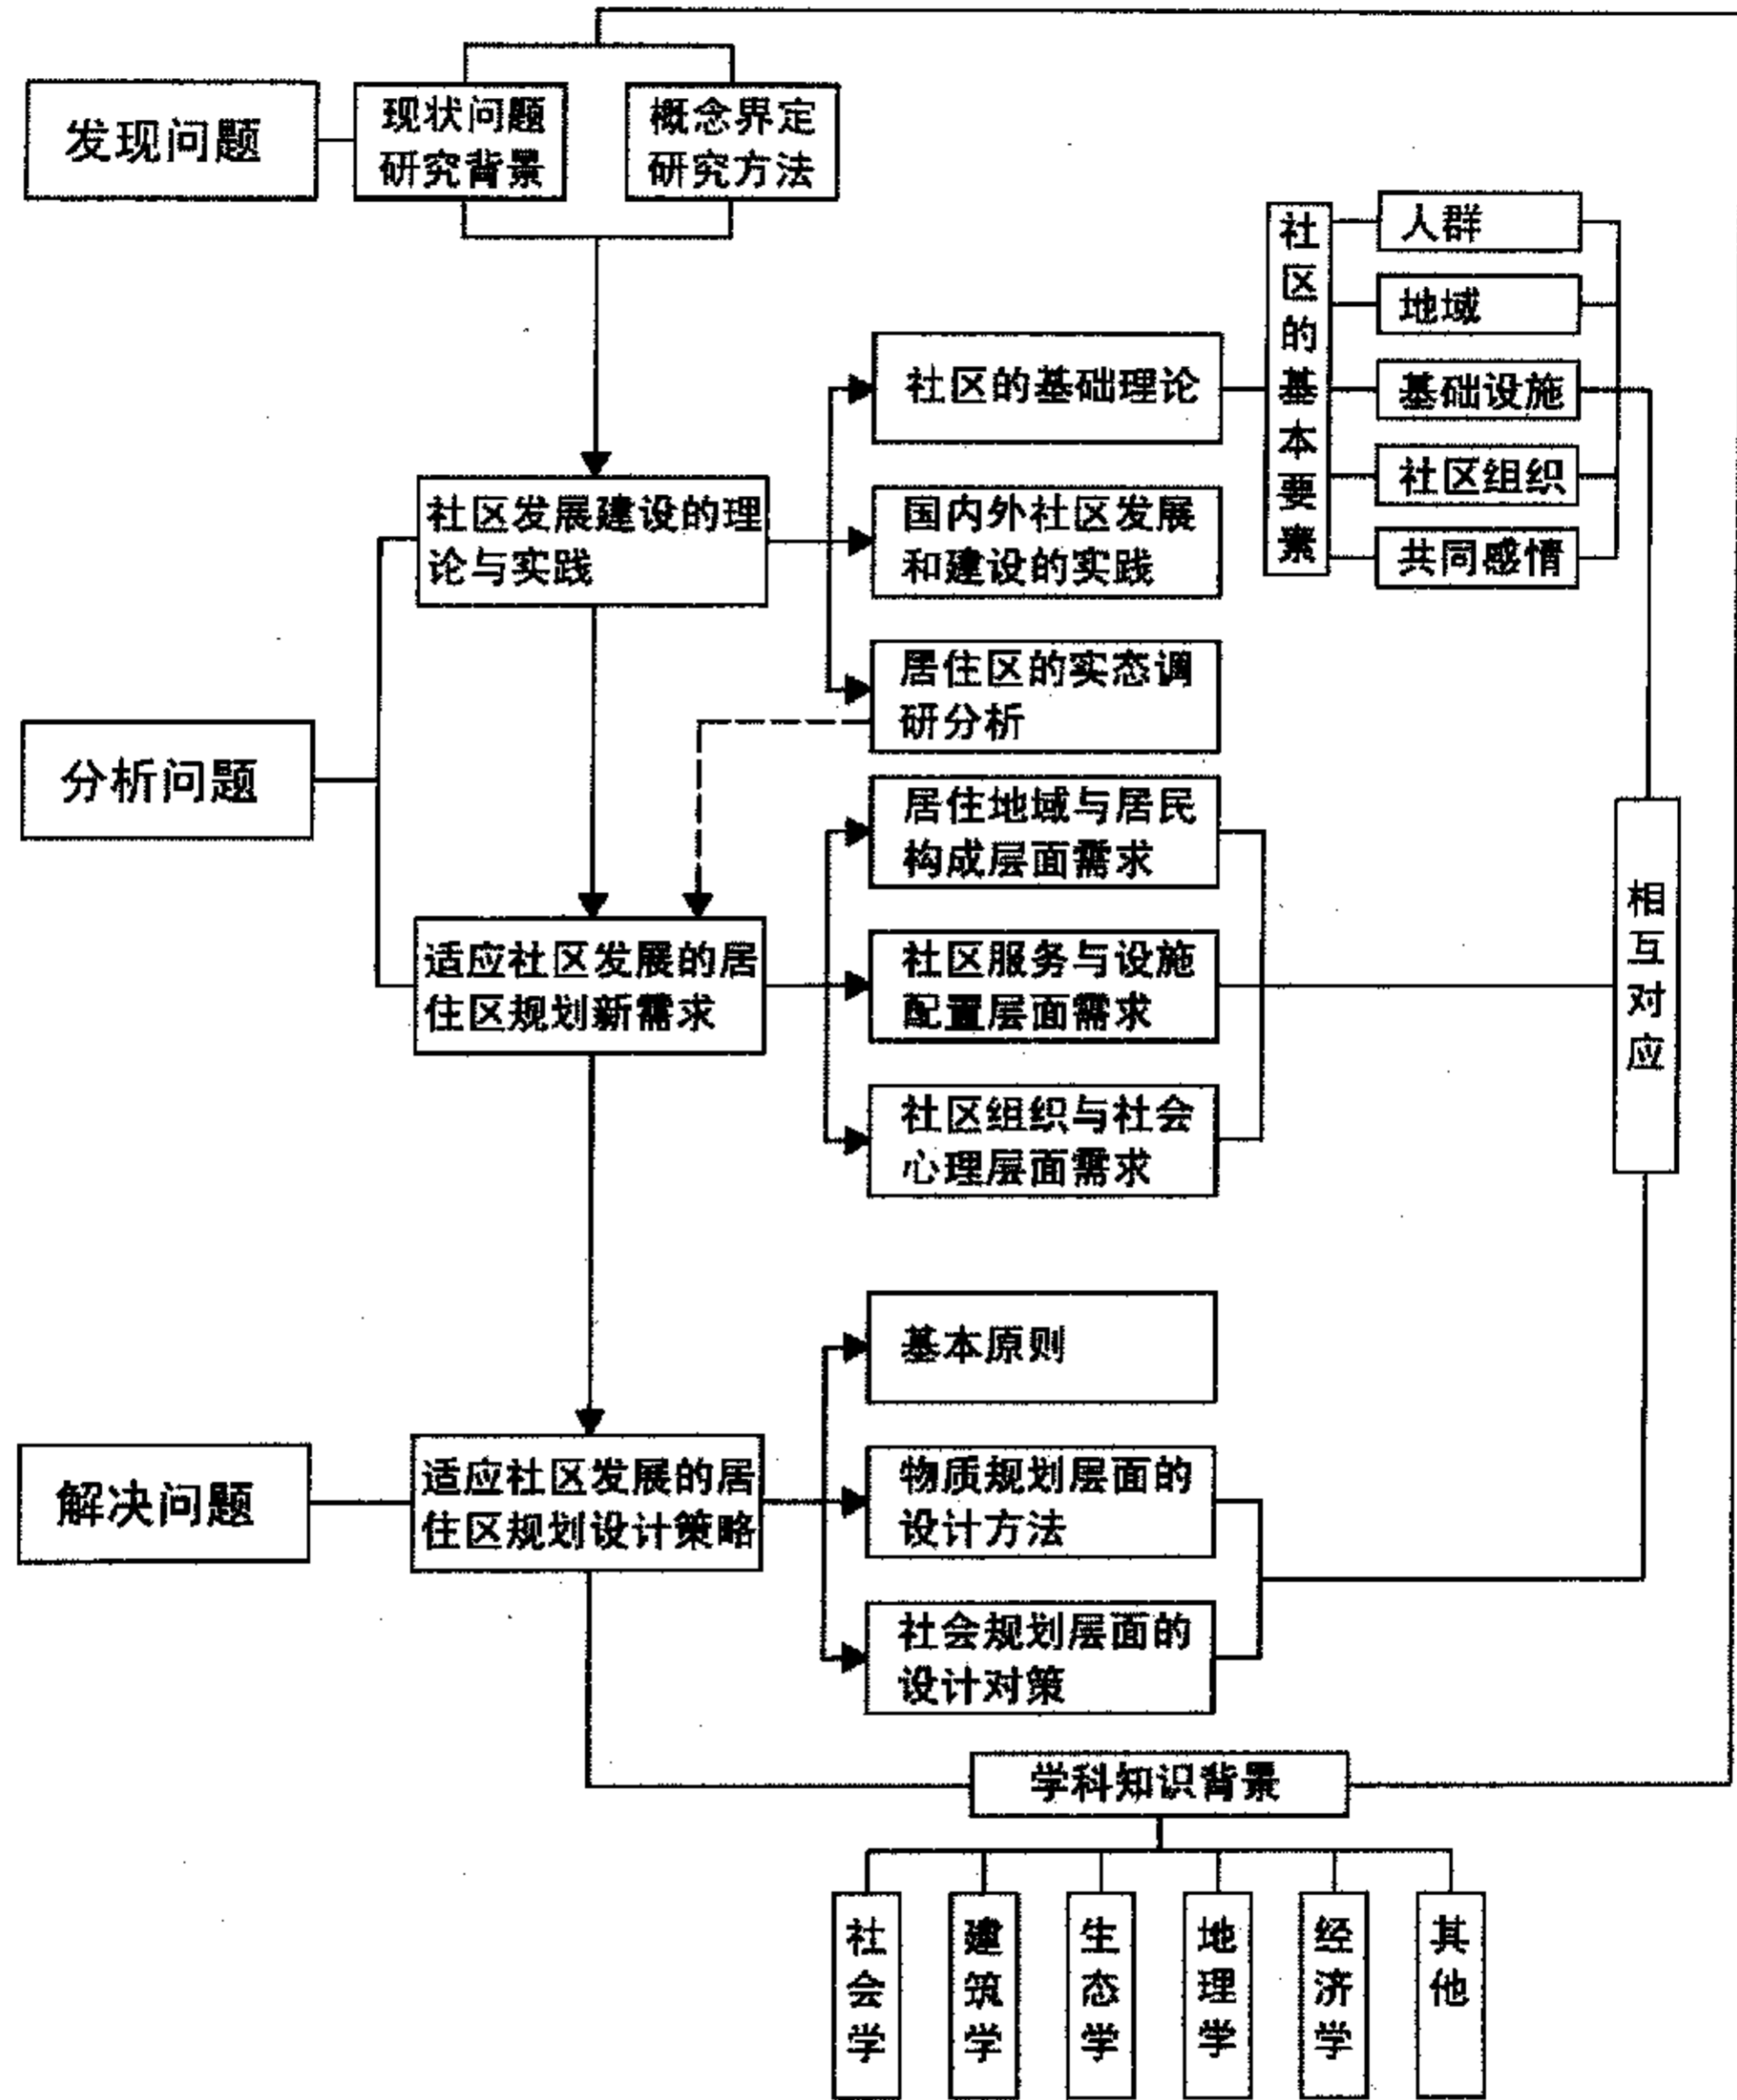 发现问题
现状问题
研究背景
概念界定
研究方法
社区的基本要素
人群
地域
基础设施
社区组织
共同感情
社区的基础理论
社区发展建设的理
论与实践
国内外社区发展
和建设的实践
居住区的实态调
研分析
分析问题
居住地域与居民
构成层面需求
适应社区发展的居
住区规划新需求
社区服务与设施
配置层面需求
社区组织与社会
心理层面需求
相互对应
基本原则
解决问题
适应社区发展的居
住区规划设计策略
物质规划层面的
设计方法
社会规划层面的
设计对策
学科知识背景
社会学
建筑学
生态学
地理学
经济学
其他